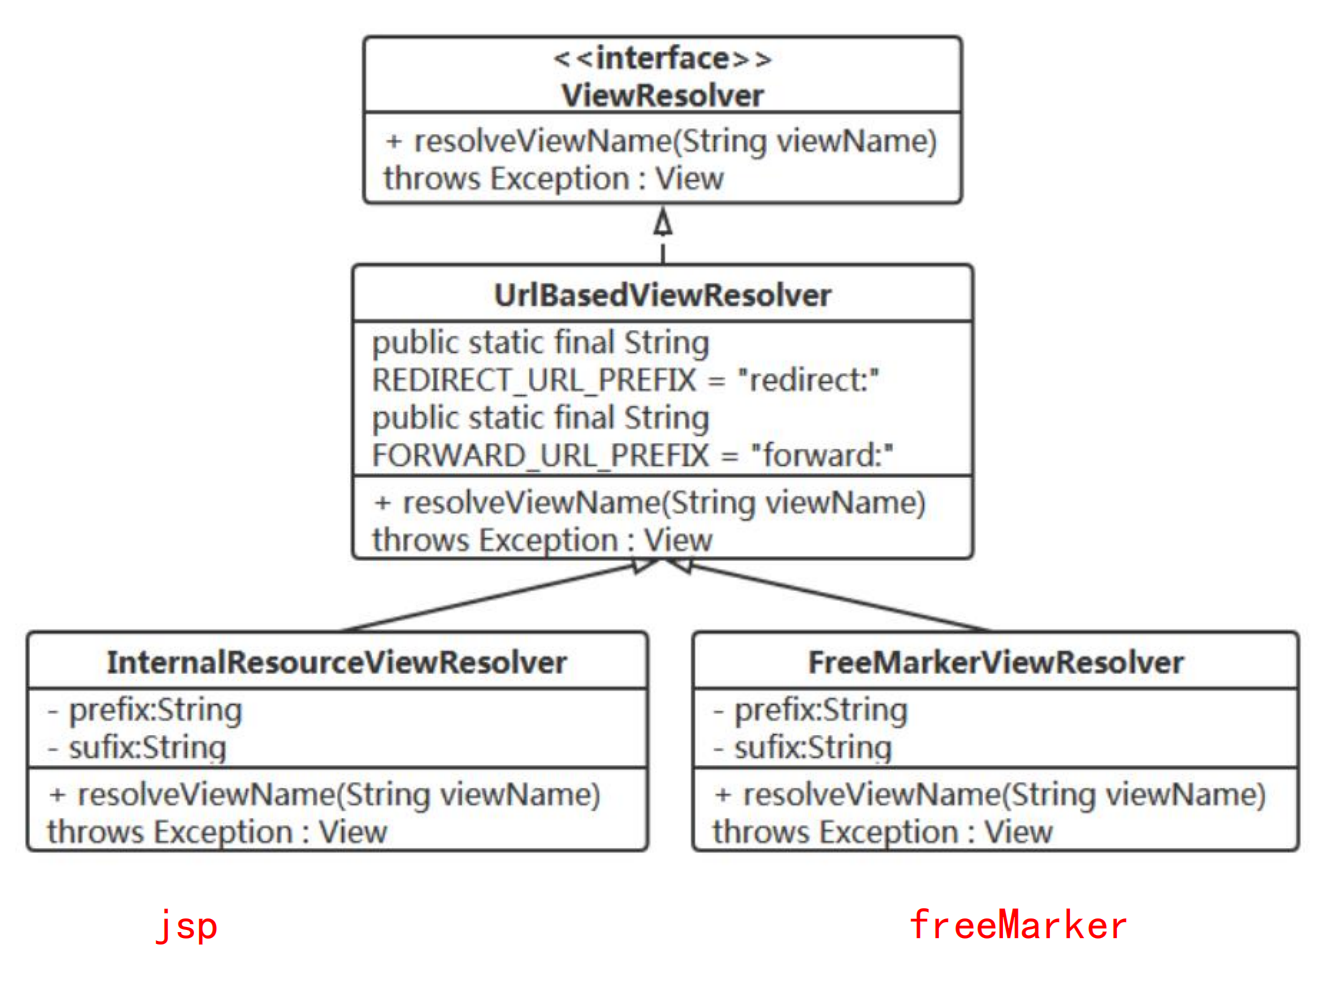 <<interface>>
ViewResolver
+ resolveViewName(String viewName)
throws Exception : View
UrlBasedViewResolver
public static final String
REDIRECT_URL_PREFIX = "redirect:"
public static final String
FORWARD_URL_PREFIX = "forward:"
+ resolveViewName(String viewName)
throws Exception : View
InternalResourceViewResolver
- prefix:String
- sufix:String
+ resolveViewName(String viewName)
throws Exception : View
FreeMarkerViewResolver
- prefix:String
- sufix:String
+ resolveViewName(String viewName)
throws Exception : View
jsp
freeMarker